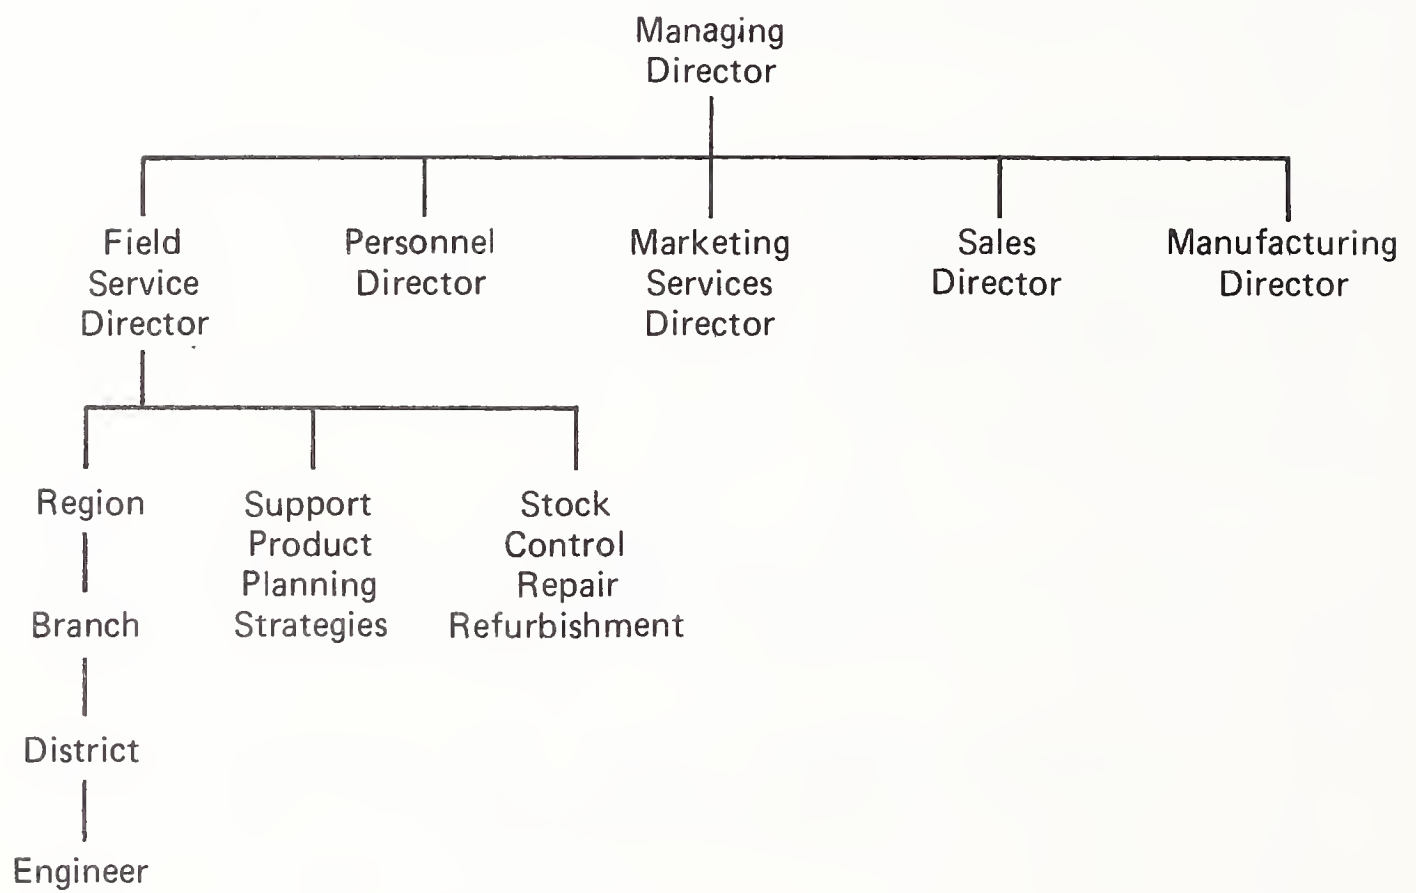 Managing
Director
Field
Service
Director
Personnel
Director
Marketing
Services
Director
Sales
Director
Manufacturing
Director
Region
Support
Product
Planning
Strategies
Stock
Control
Repair
Refurbishment
Branch
District
Engineer